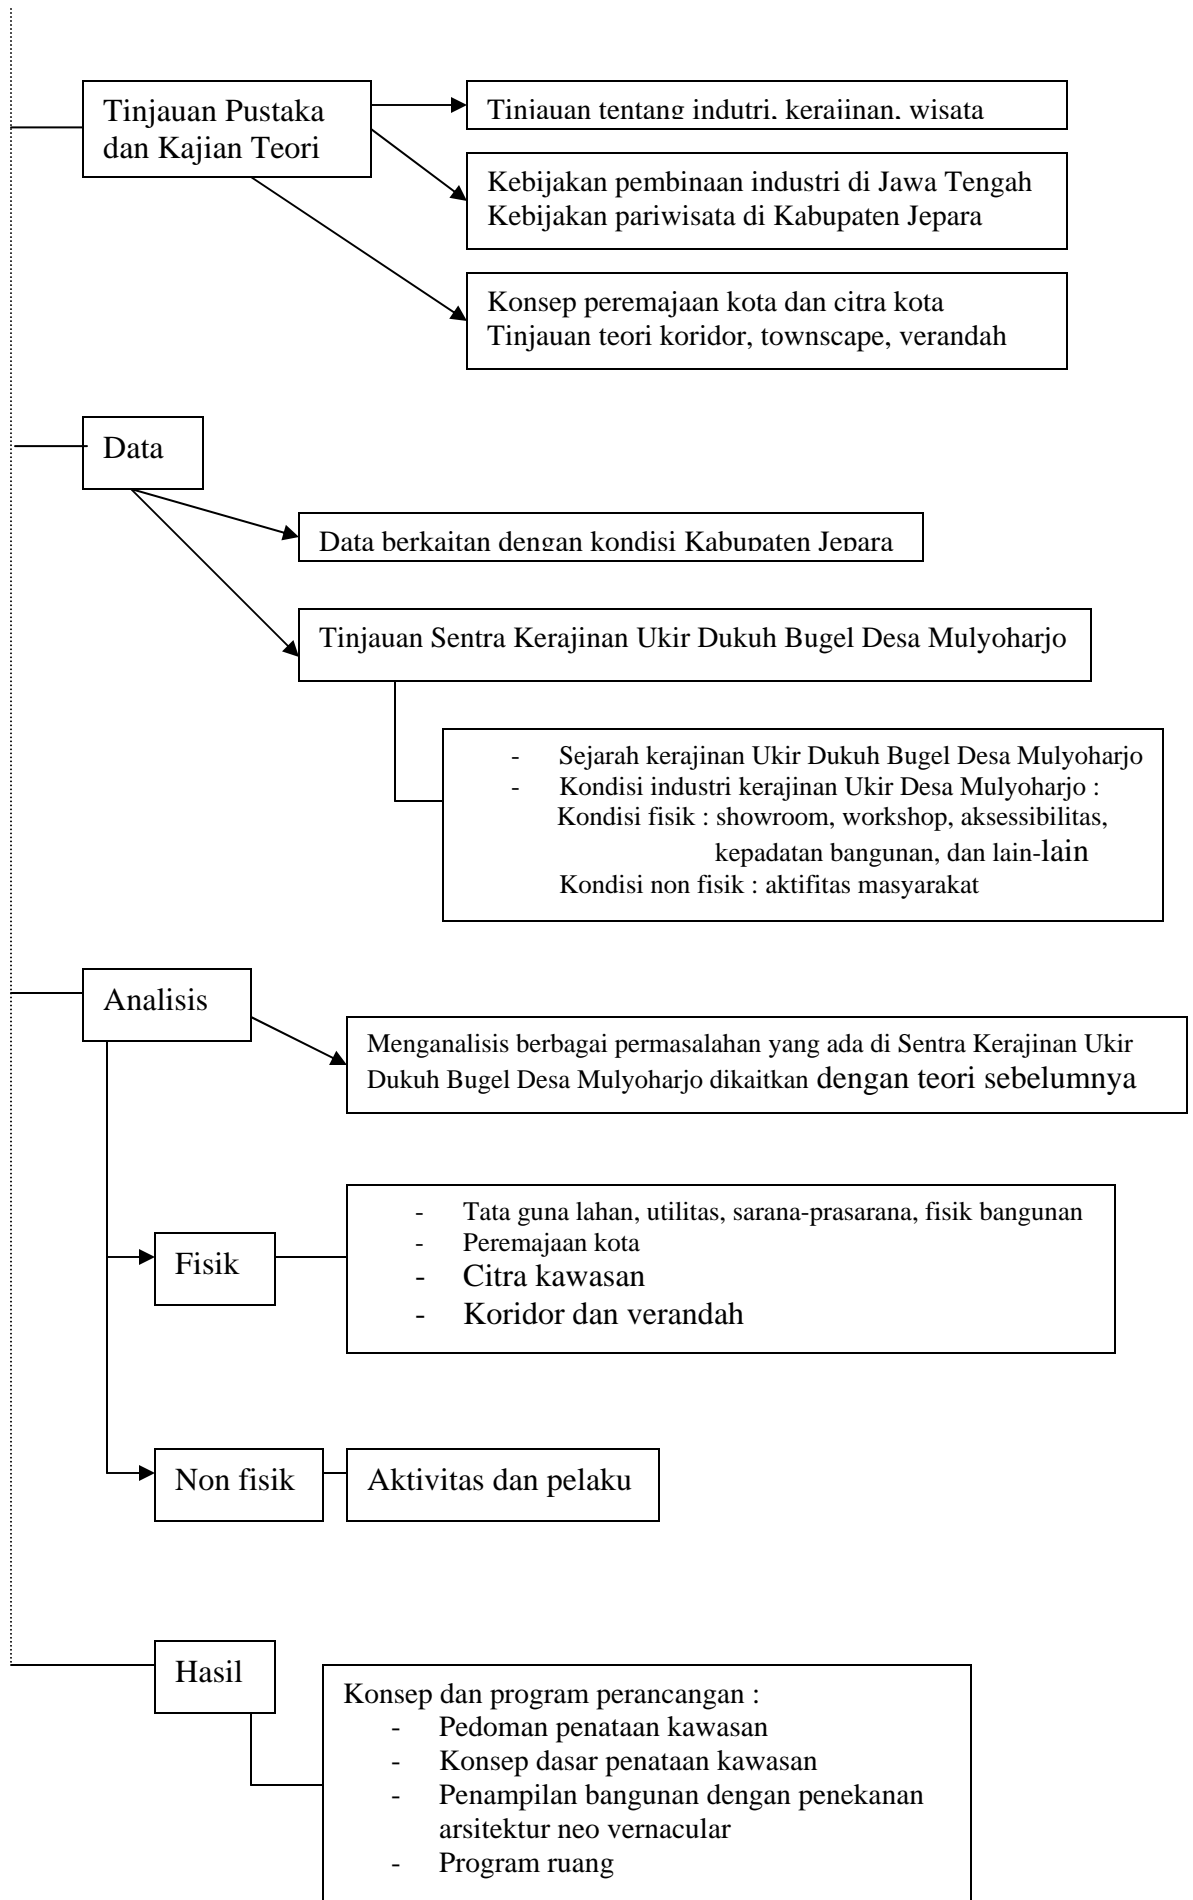 Tinjauan Pustaka
dan Kajian Teori
Tinjauan tentang indutri, kerajinan, wisata
Kebijakan pembinaan industri di Jawa Tengah
Kebijakan pariwisata di Kabupaten Jepara
Konsep peremajaan kota dan citra kota
Tinjauan teori koridor, townscape, verandah
Data
Data berkaitan dengan kondisi Kabupaten Jepara
Tinjauan Sentra Kerajinan Ukir Dukuh Bugel Desa Mulyoharjo
- Sejarah kerajinan Ukir Dukuh Bugel Desa Mulyoharjo
- Kondisi industri kerajinan Ukir Desa Mulyoharjo :
Kondisi fisik : showroom, workshop, aksessibilitas,
kepadatan bangunan, dan lain-lain
Kondisi non fisik : aktifitas masyarakat
Analisis
Menganalisis berbagai permasalahan yang ada di Sentra Kerajinan Ukir
Dukuh Bugel Desa Mulyoharjo dikaitkan dengan teori sebelumnya
Fisik
- Tata guna lahan, utilitas, sarana-prasarana, fisik bangunan
- Peremajaan kota
- Citra kawasan
- Koridor dan verandah
Non fisik
Aktivitas dan pelaku
Hasil
Konsep dan program perancangan :
- Pedoman penataan kawasan
- Konsep dasar penataan kawasan
- Penampilan bangunan dengan penekanan
arsitektur neo vernacular
- Program ruang